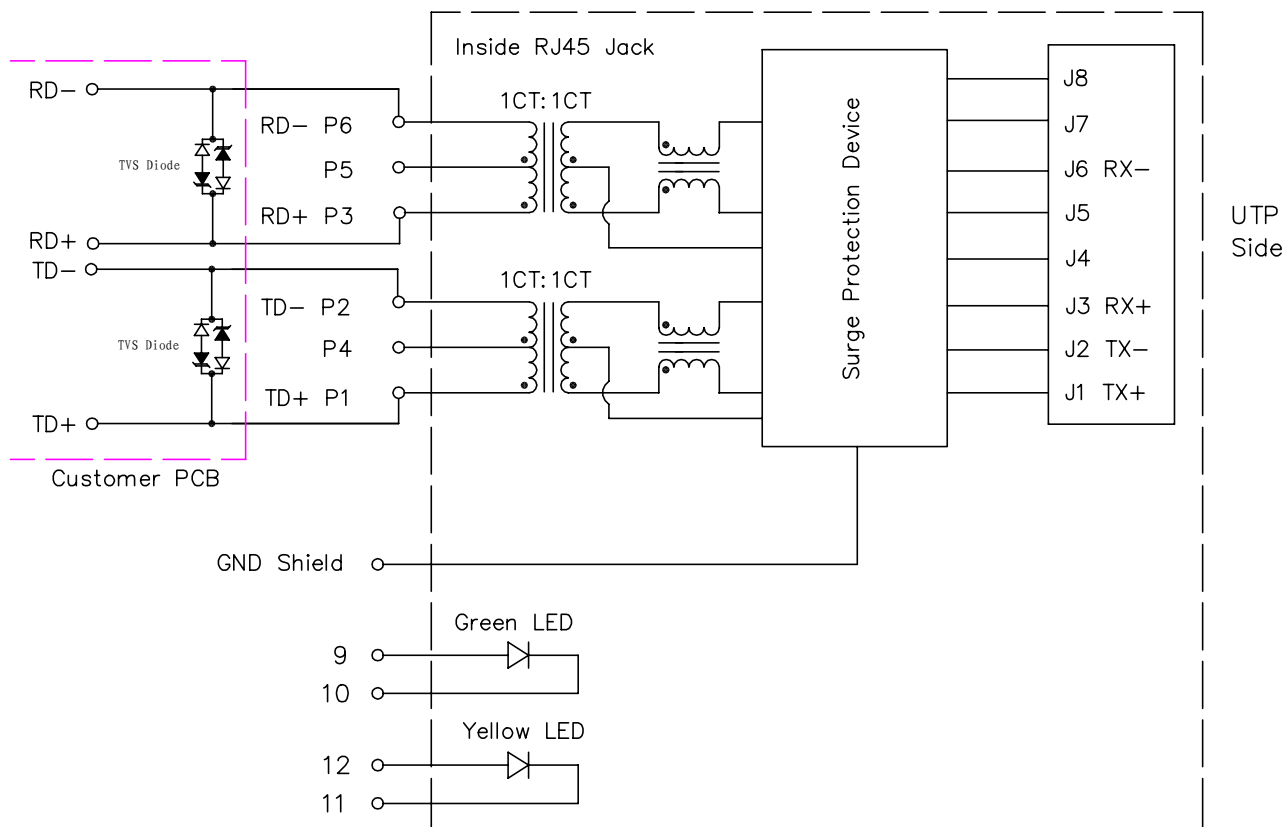 Inside RJ45 Jack
RD-
RD- P6
1CT:1CT
TVS Diode
P5
RD+ P3
RD+
TD-
TD- P2
1CT:1CT
TVS Diode
P4
TD+ P1
TD+
Customer PCB
Surge Protection Device
J8
J7
J6 RX-
J5
J4
J3 RX+
J2 TX-
J1 TX+
UTP
Side
GND Shield
Green LED
9
10
Yellow LED
12
11